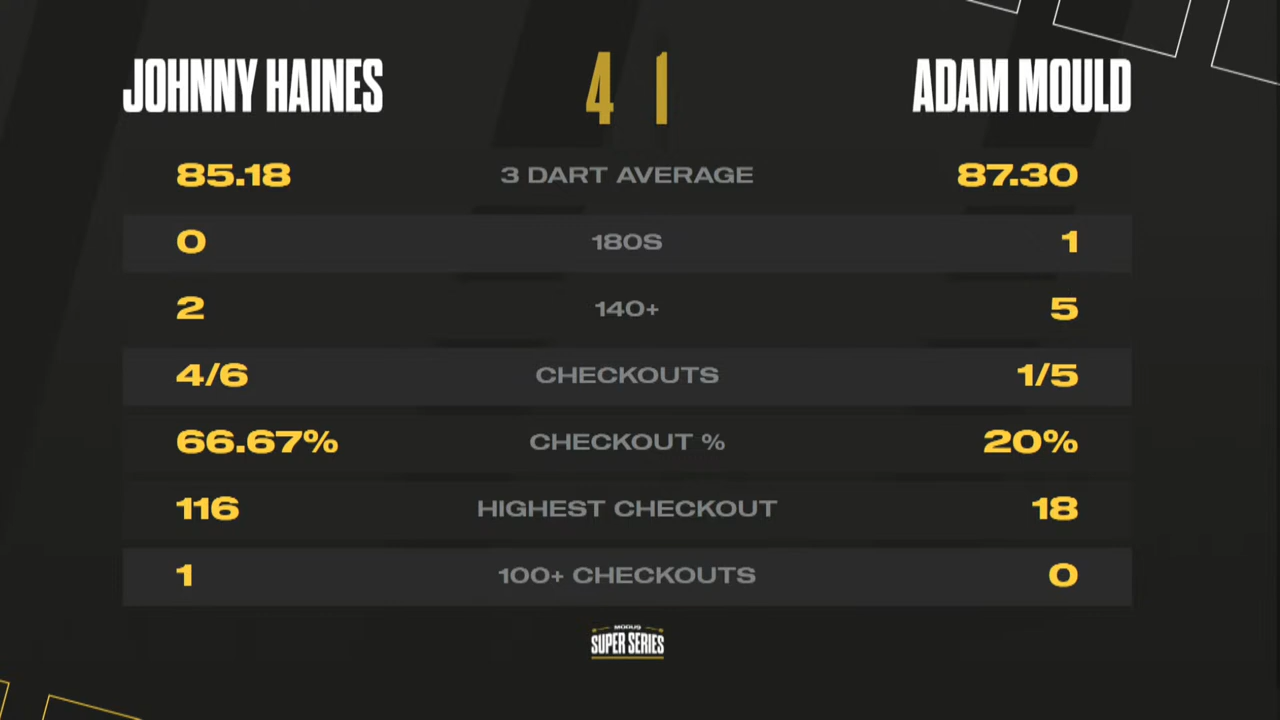 JOHNNY HAINES 4 1 ADAM MOULD
85.18 3 DART AVERAGE 87.30
0 180S 1
2 140+ 5
4/6 CHECKOUTS 1/5
66.67% CHECKOUT % 20%
116 HIGHEST CHECKOUT 18
1 100+ CHECKOUTS 0
MODUS
SUPER SERIES